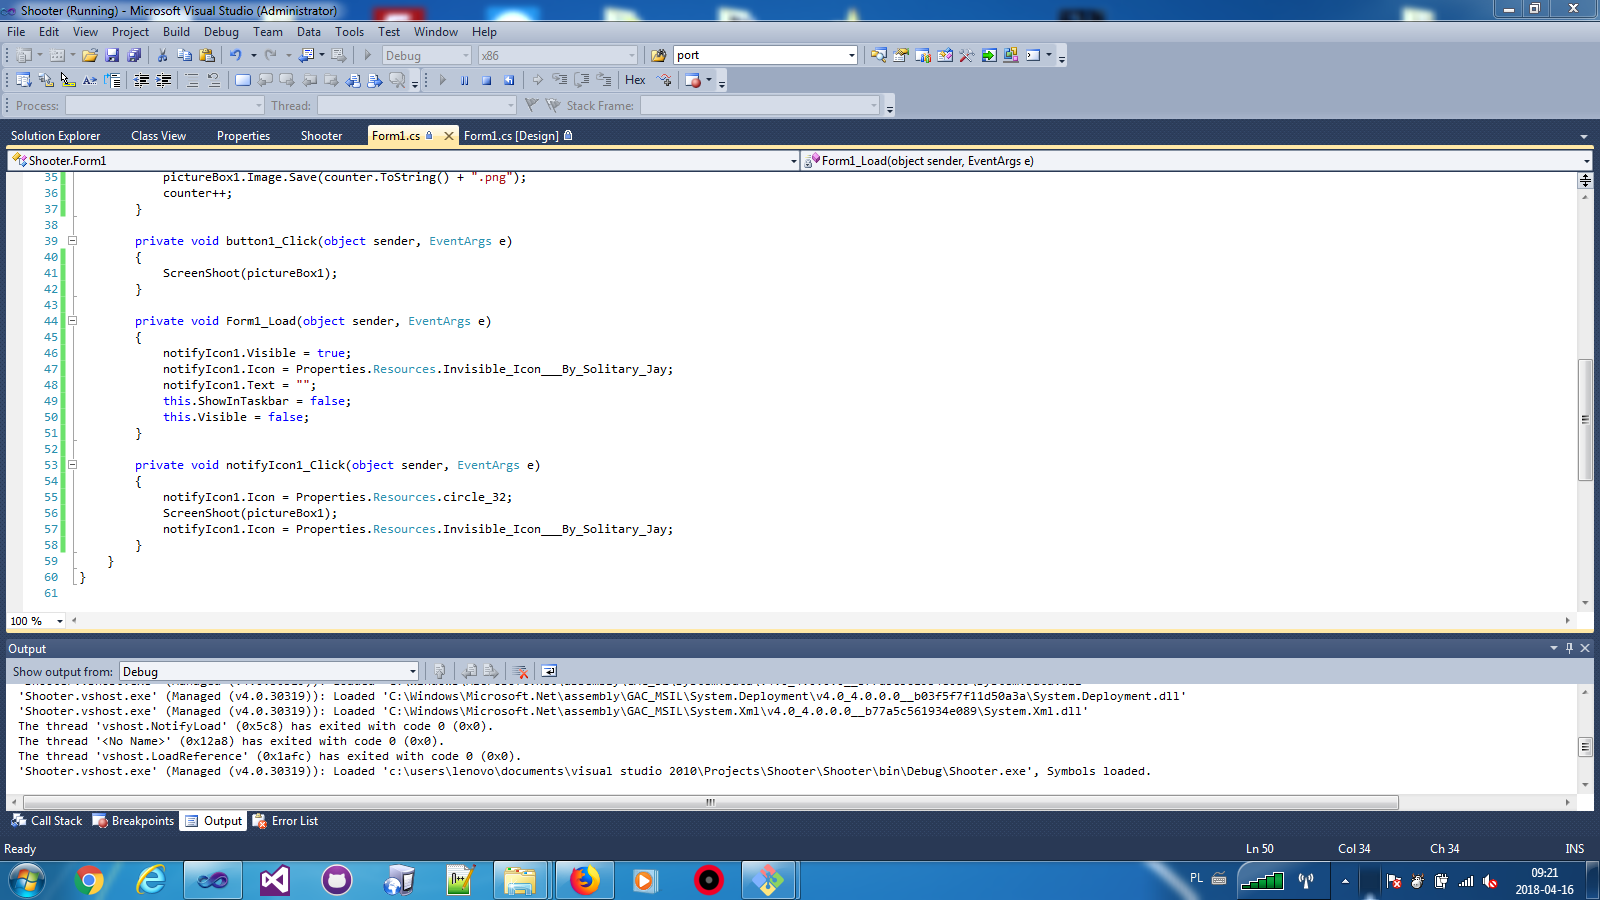 Shooter (Running) - Microsoft Visual Studio (Administrator)
File Edit View Project Build Debug Team Data Tools Test Window Help
Debug x86 port
Hex
Process: Thread: Stack Frame:
Solution Explorer Class View Properties Shooter Form1.cs Form1.cs [Design]
Shooter.Form1 Form1_Load(object sender, EventArgs e)
35 pictureBox1.Image.Save(counter.ToString() + ".png");
36 counter++;
37 }
38
39 private void button1_Click(object sender, EventArgs e)
40 {
41 ScreenShoot(pictureBox1);
42 }
43
44 private void Form1_Load(object sender, EventArgs e)
45 {
46 notifyIcon1.Visible = true;
47 notifyIcon1.Icon = Properties.Resources.Invisible_Icon___By_Solitary_Jay;
48 notifyIcon1.Text = "";
49 this.ShowInTaskbar = false;
50 this.Visible = false;
51 }
52
53 private void notifyIcon1_Click(object sender, EventArgs e)
54 {
55 notifyIcon1.Icon = Properties.Resources.circle_32;
56 ScreenShoot(pictureBox1);
57 notifyIcon1.Icon = Properties.Resources.Invisible_Icon___By_Solitary_Jay;
58 }
59 }
60 }
61
100 %
Output
Show output from: Debug
'Shooter.vshost.exe' (Managed (v4.0.30319)): Loaded 'C:\Windows\Microsoft.Net\assembly\GAC_MSIL\System.Deployment\v4.0_4.0.0.0__b03f5f7f11d50a3a\System.Deployment.dll'
'Shooter.vshost.exe' (Managed (v4.0.30319)): Loaded 'C:\Windows\Microsoft.Net\assembly\GAC_MSIL\System.Xml\v4.0_4.0.0.0__b77a5c561934e089\System.Xml.dll'
The thread 'vshost.NotifyLoad' (0x5c8) has exited with code 0 (0x0).
The thread '<No Name>' (0x12a8) has exited with code 0 (0x0).
The thread 'vshost.LoadReference' (0x1afc) has exited with code 0 (0x0).
'Shooter.vshost.exe' (Managed (v4.0.30319)): Loaded 'c:\users\lenovo\documents\visual studio 2010\Projects\Shooter\Shooter\bin\Debug\Shooter.exe', Symbols loaded.
Call Stack Breakpoints Output Error List
Ready Ln 50 Col 34 Ch 34 INS
PL 09:21
2018-04-16